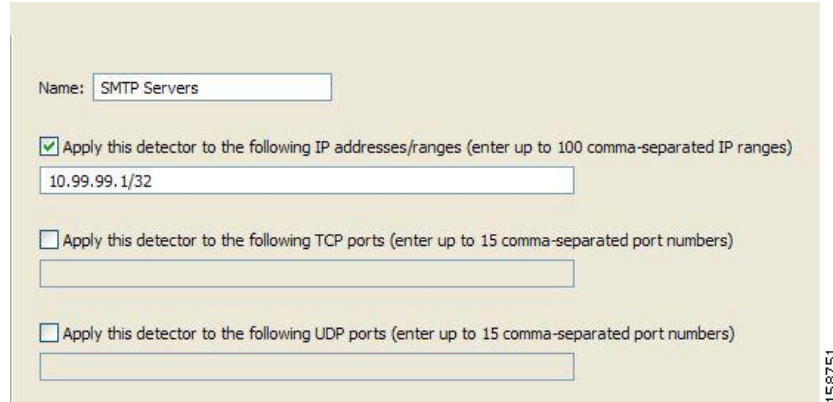 Name: SMTP Servers
Apply this detector to the following IP addresses/ranges (enter up to 100 comma-separated IP ranges)
10.99.99.1/32
Apply this detector to the following TCP ports (enter up to 15 comma-separated port numbers)
Apply this detector to the following UDP ports (enter up to 15 comma-separated port numbers)
158751